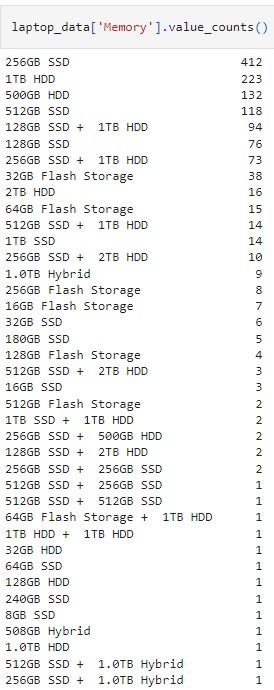 laptop_data['Memory'].value_counts()
256GB SSD 412
1TB HDD 223
500GB HDD 132
512GB SSD 118
128GB SSD +  1TB HDD 94
128GB SSD 76
256GB SSD +  1TB HDD 73
32GB Flash Storage 38
2TB HDD 16
64GB Flash Storage 15
512GB SSD +  1TB HDD 14
1TB SSD 14
256GB SSD +  2TB HDD 10
1.0TB Hybrid 9
256GB Flash Storage 8
16GB Flash Storage 7
32GB SSD 6
180GB SSD 5
128GB Flash Storage 4
512GB SSD +  2TB HDD 3
16GB SSD 3
512GB Flash Storage 2
1TB SSD +  1TB HDD 2
256GB SSD +  500GB HDD 2
128GB SSD +  2TB HDD 2
256GB SSD +  256GB SSD 2
512GB SSD +  256GB SSD 1
512GB SSD +  512GB SSD 1
64GB Flash Storage +  1TB HDD 1
1TB HDD +  1TB HDD 1
32GB HDD 1
64GB SSD 1
128GB HDD 1
240GB SSD 1
8GB SSD 1
508GB Hybrid 1
1.0TB HDD 1
512GB SSD +  1.0TB Hybrid 1
256GB SSD +  1.0TB Hybrid 1